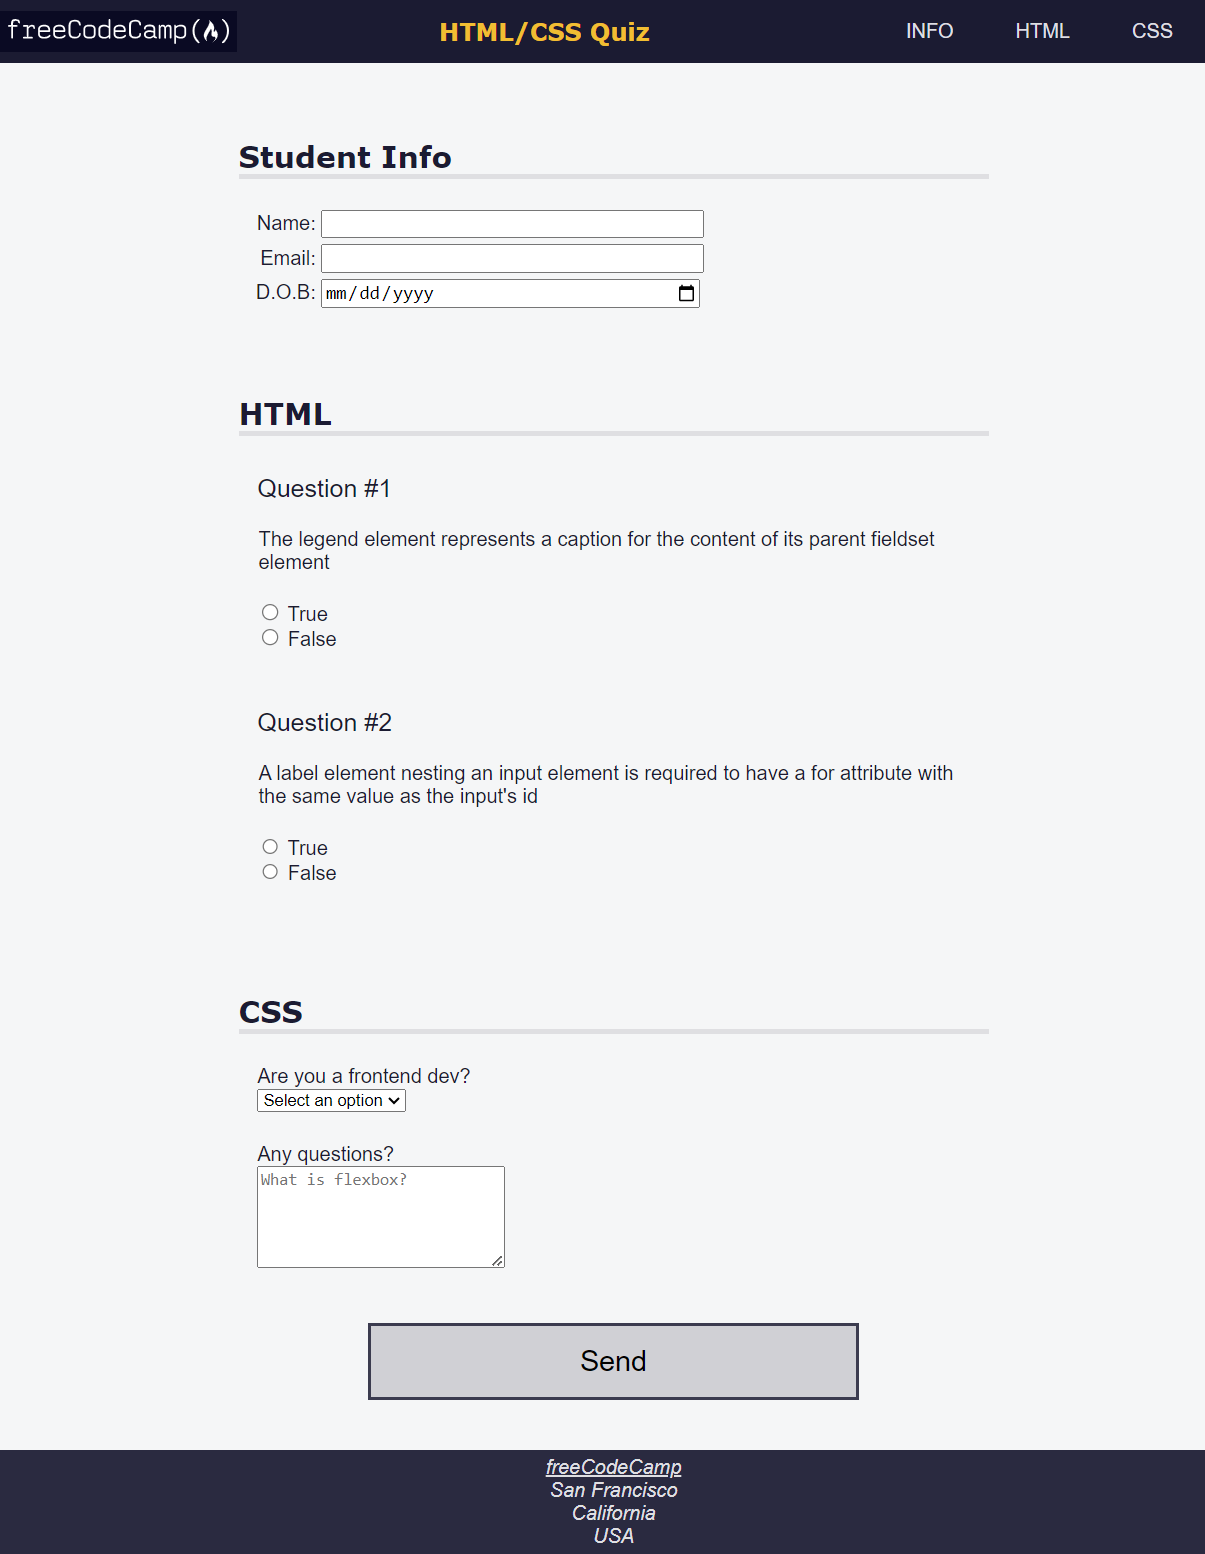 freeCodeCamp(🔥)
HTML/CSS Quiz
INFO
HTML
CSS
Student Info
Name:
Email:
D.O.B: mm/dd/yyyy
HTML
Question #1
The legend element represents a caption for the content of its parent fieldset
element
True
False
Question #2
A label element nesting an input element is required to have a for attribute with
the same value as the input's id
True
False
CSS
Are you a frontend dev?
Select an option
Any questions?
What is flexbox?
Send
freeCodeCamp
San Francisco
California
USA